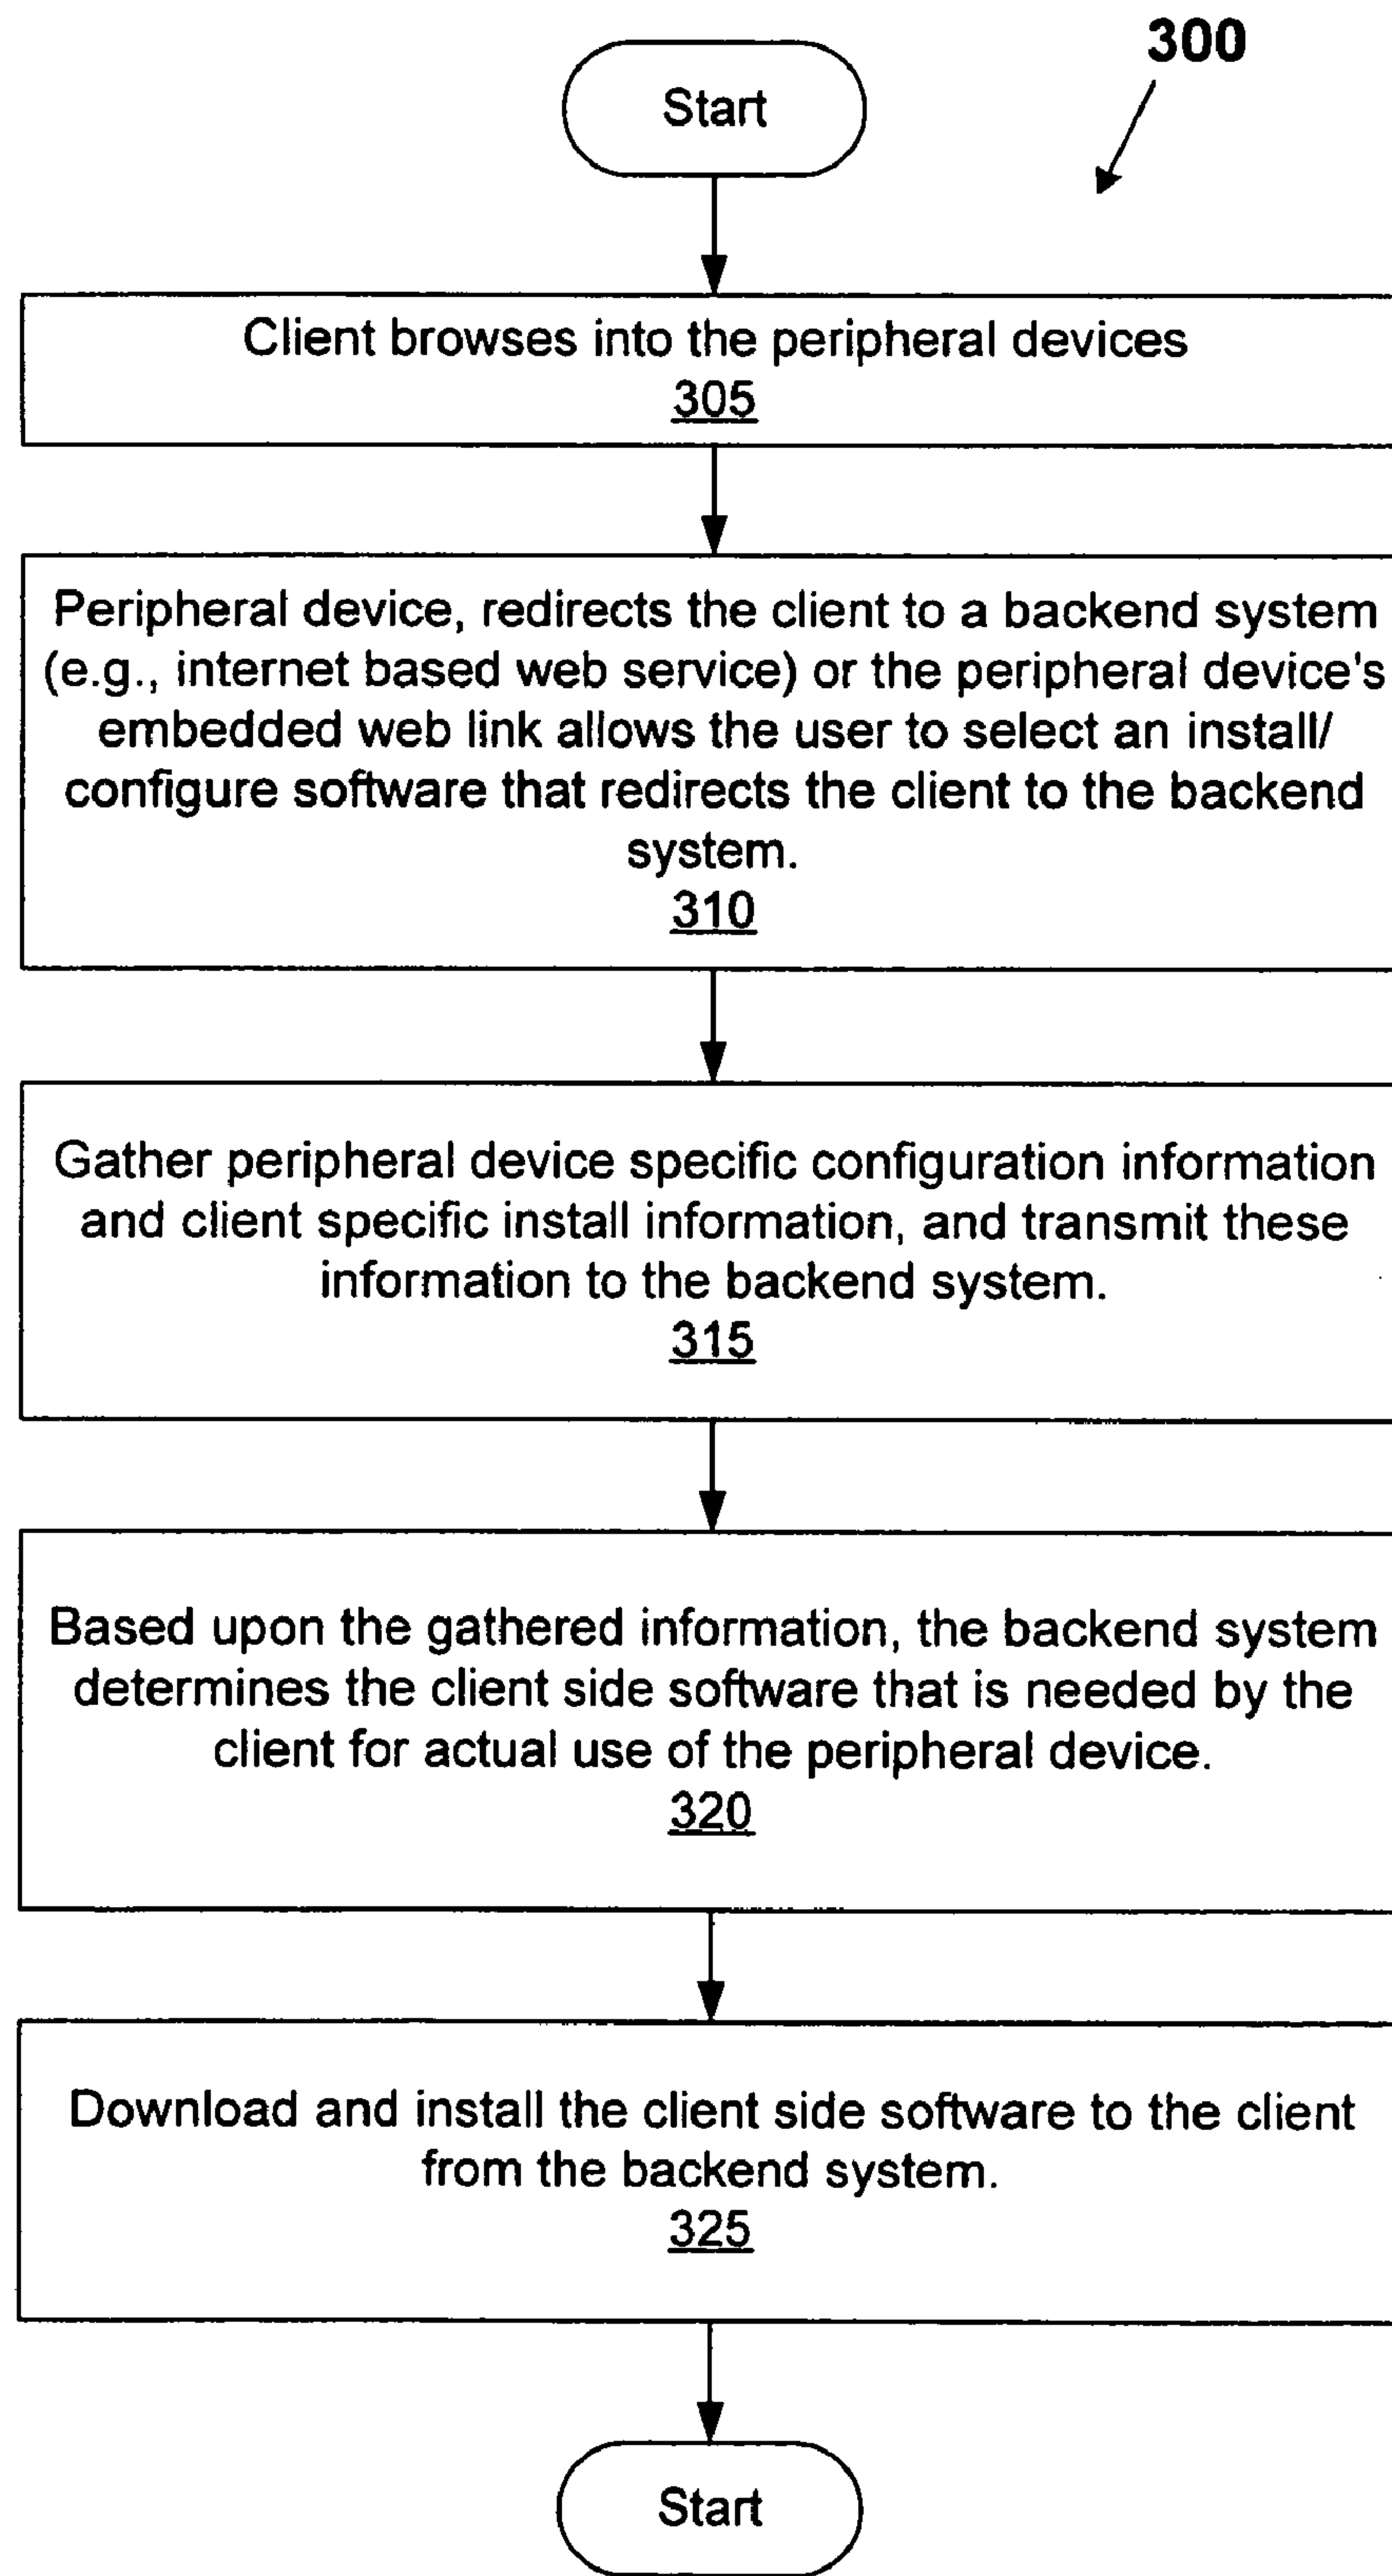 300
Start
Client browses into the peripheral devices
305
Peripheral device, redirects the client to a backend system
(e.g., internet based web service) or the peripheral device's
embedded web link allows the user to select an install/
configure software that redirects the client to the backend
system.
310
Gather peripheral device specific configuration information
and client specific install information, and transmit these
information to the backend system.
315
Based upon the gathered information, the backend system
determines the client side software that is needed by the
client for actual use of the peripheral device.
320
Download and install the client side software to the client
from the backend system.
325
Start